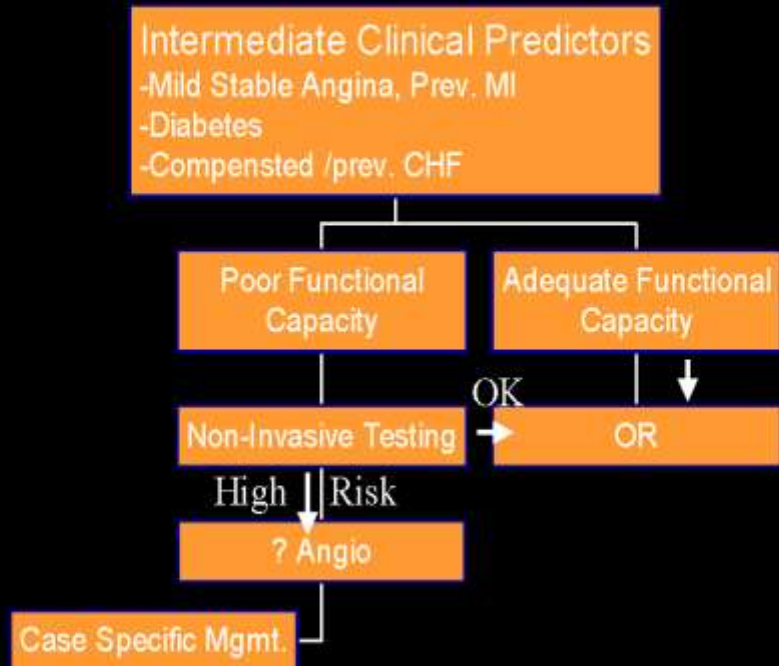 Intermediate Clinical Predictors
-Mild Stable Angina, Prev. MI
-Diabetes
-Compensted /prev. CHF
Poor Functional
Capacity
Adequate Functional
Capacity
OK
Non-Invasive Testing
OR
High Risk
? Angio
Case Specific Mgmt.